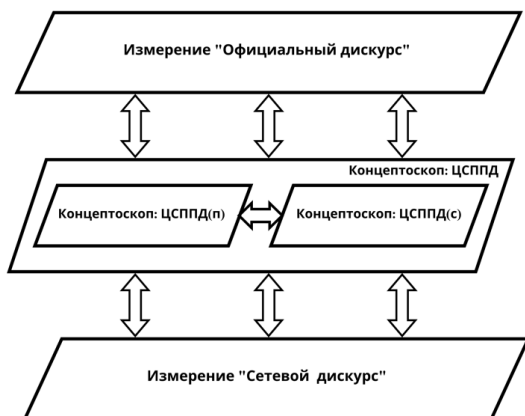 Измерение "Официальный дискурс"
Концептоскоп: ЦСППД
Концептоскоп: ЦСППД(п)
Концептоскоп: ЦСППД(с)
Измерение "Сетевой дискурс"